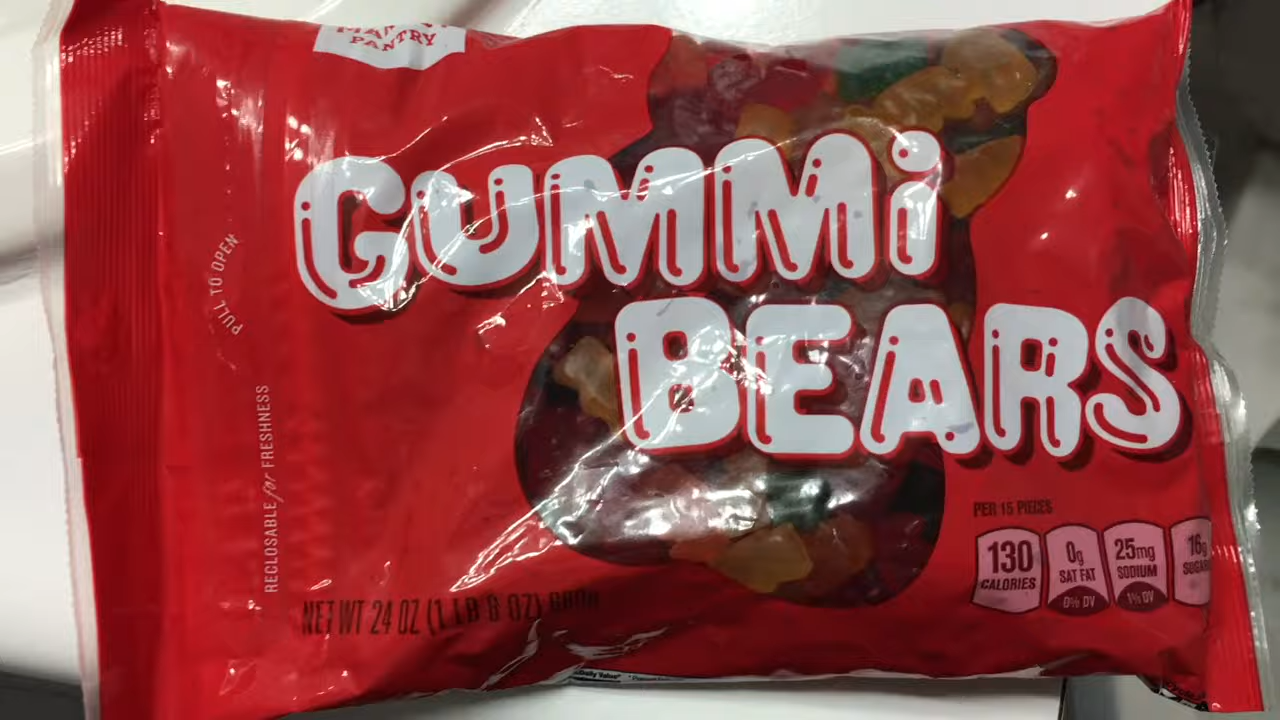 PANTRY
GUMMi
BEARS
PULL TO OPEN
RECLOSABLE for FRESHNESS
PER 15 PIECES
130 CALORIES
0g SAT FAT 0% DV
25mg SODIUM 1% DV
16g
NET WT 24 OZ (1 LB 8 OZ) 680g